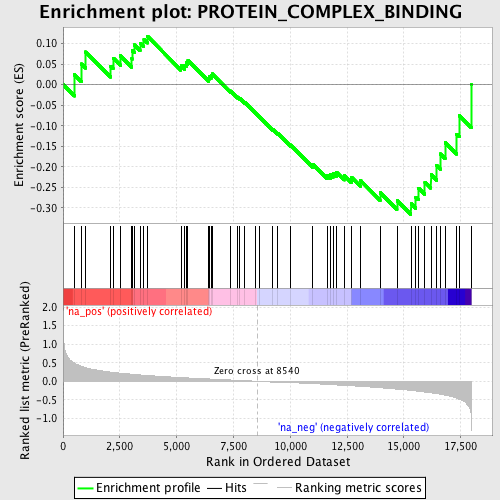 Enrichment plot: PROTEIN_COMPLEX_BINDING
Enrichment score (ES)
0.10
0.05
0.00
-0.05
-0.10
-0.15
-0.20
-0.25
-0.30
'na_pos' (positively correlated)
Ranked list metric (PreRanked)
2.0
1.5
1.0
0.5
0.0
-0.5
-1.0
Zero cross at 8540
'na_neg' (negatively correlated)
0 2,500 5,000 7,500 10,000 12,500 15,000 17,500
Rank in Ordered Dataset
Enrichment profile Hits Ranking metric scores